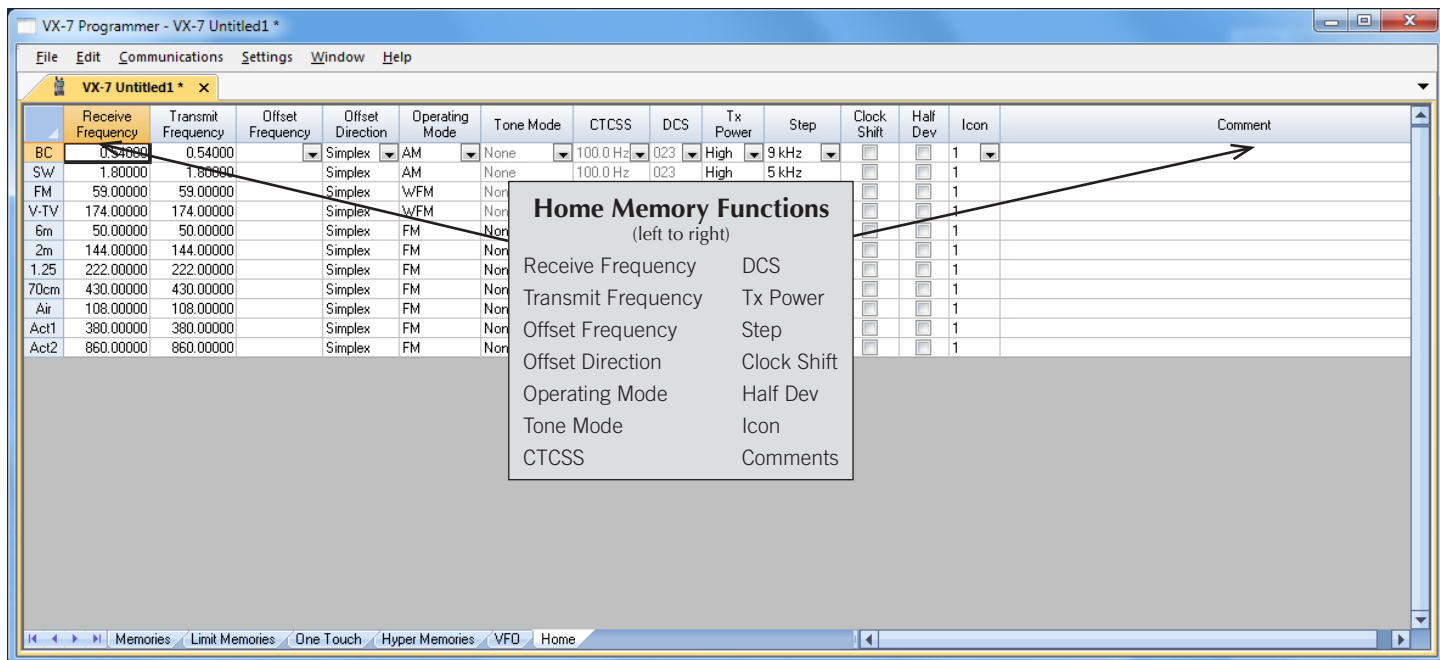 VX-7 Programmer - VX-7 Untitled1 *
File Edit Communications Settings Window Help
VX-7 Untitled1 * x
Receive Frequency Transmit Frequency Offset Frequency Offset Direction Operating Mode Tone Mode CTCSS DCS Tx Power Step Clock Shift Half Dev Icon Comment
BC 0.54000 0.54000 Simplex AM None 100.0 Hz 023 High 9 kHz 1
SW 1.80000 1.80000 Simplex AM None 100.0 Hz 023 High 5 kHz 1
FM 59.00000 59.00000 Simplex WFM Non 1
V-TV 174.00000 174.00000 Simplex WFM Non 1
6m 50.00000 50.00000 Simplex FM Non 1
2m 144.00000 144.00000 Simplex FM Non 1
1.25 222.00000 222.00000 Simplex FM Non 1
70cm 430.00000 430.00000 Simplex FM Non 1
Air 108.00000 108.00000 Simplex FM Non 1
Act1 380.00000 380.00000 Simplex FM Non 1
Act2 860.00000 860.00000 Simplex FM Non 1
Home Memory Functions
(left to right)
Receive Frequency DCS
Transmit Frequency Tx Power
Offset Frequency Step
Offset Direction Clock Shift
Operating Mode Half Dev
Tone Mode Icon
CTCSS Comments
Memories Limit Memories One Touch Hyper Memories VFO Home